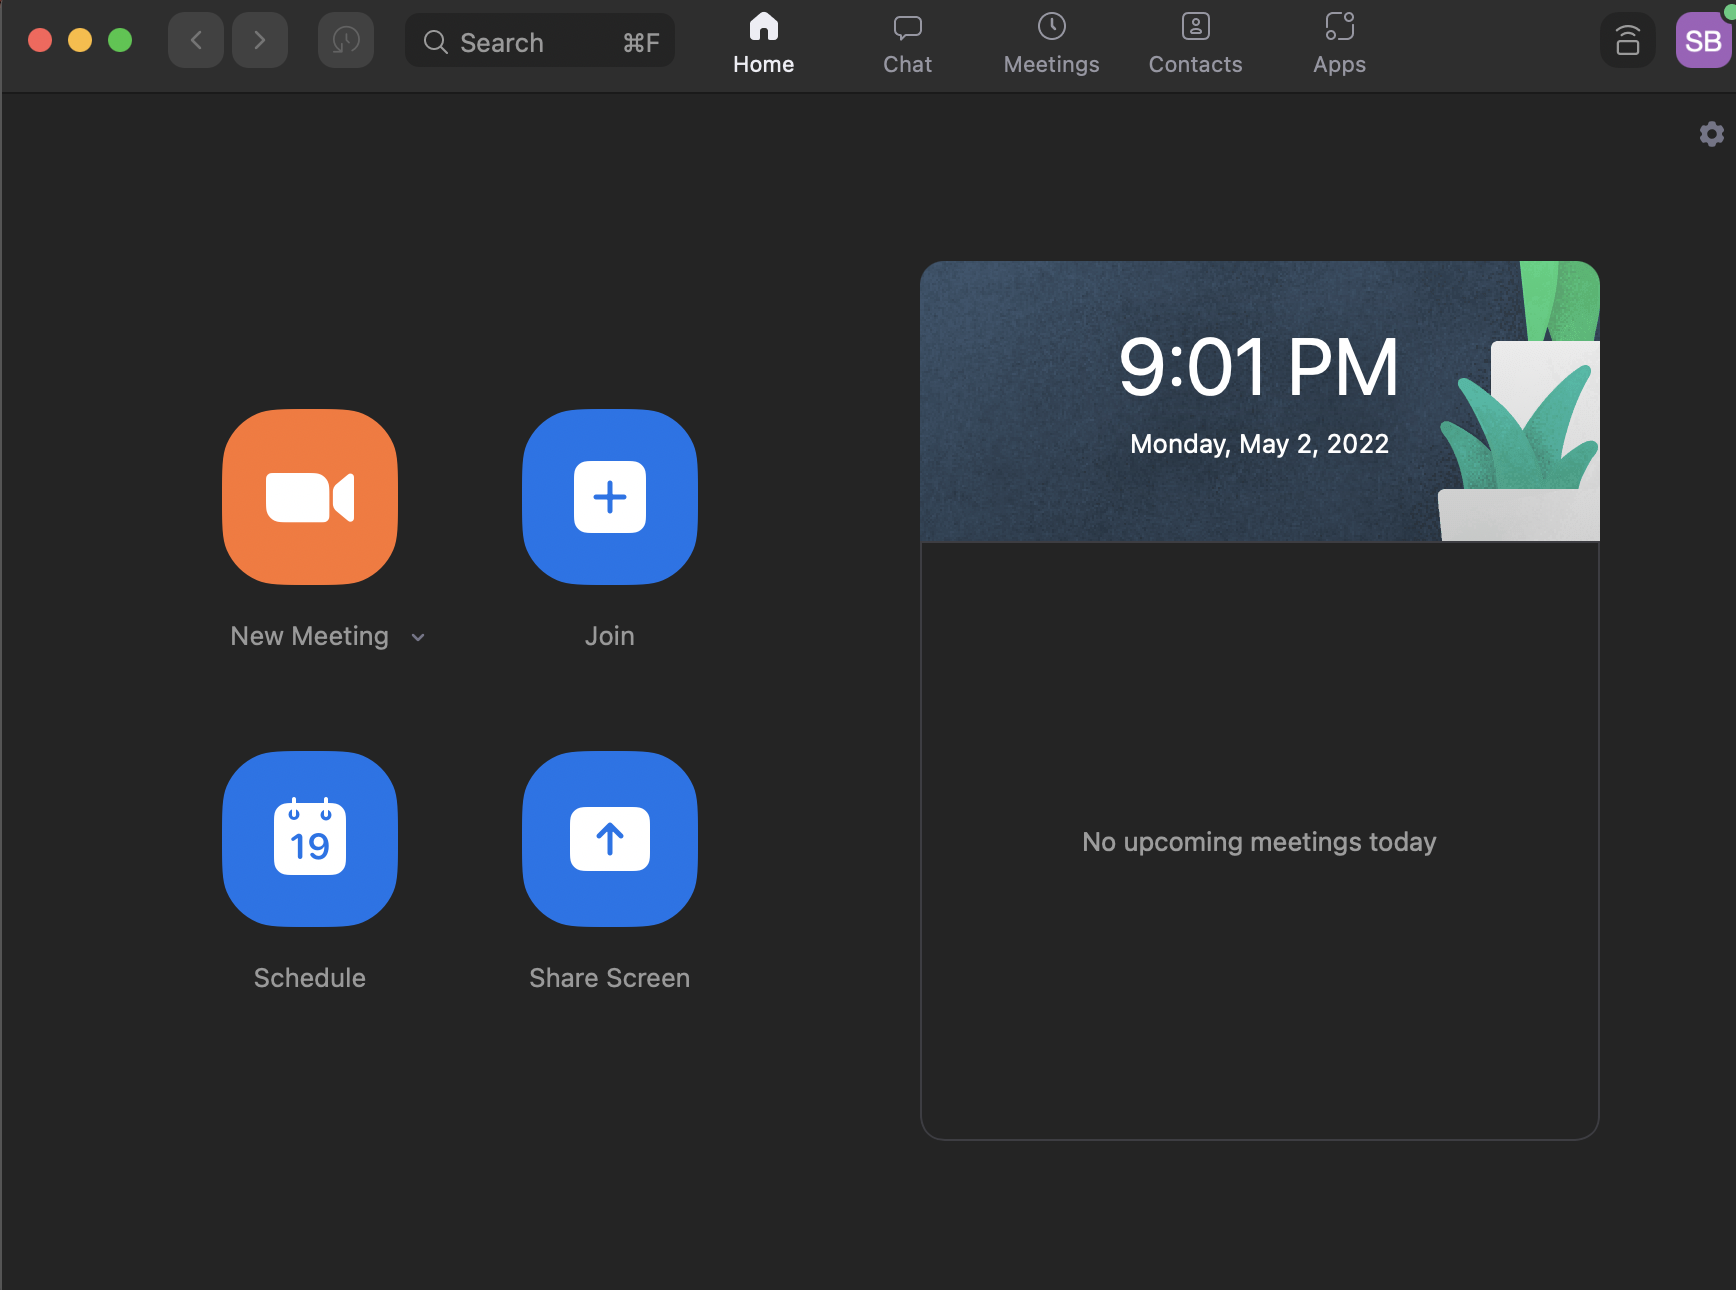 Search ⌘F
Home
Chat
Meetings
Contacts
Apps
SB
9:01 PM
Monday, May 2, 2022
New Meeting
Join
19
Schedule
Share Screen
No upcoming meetings today